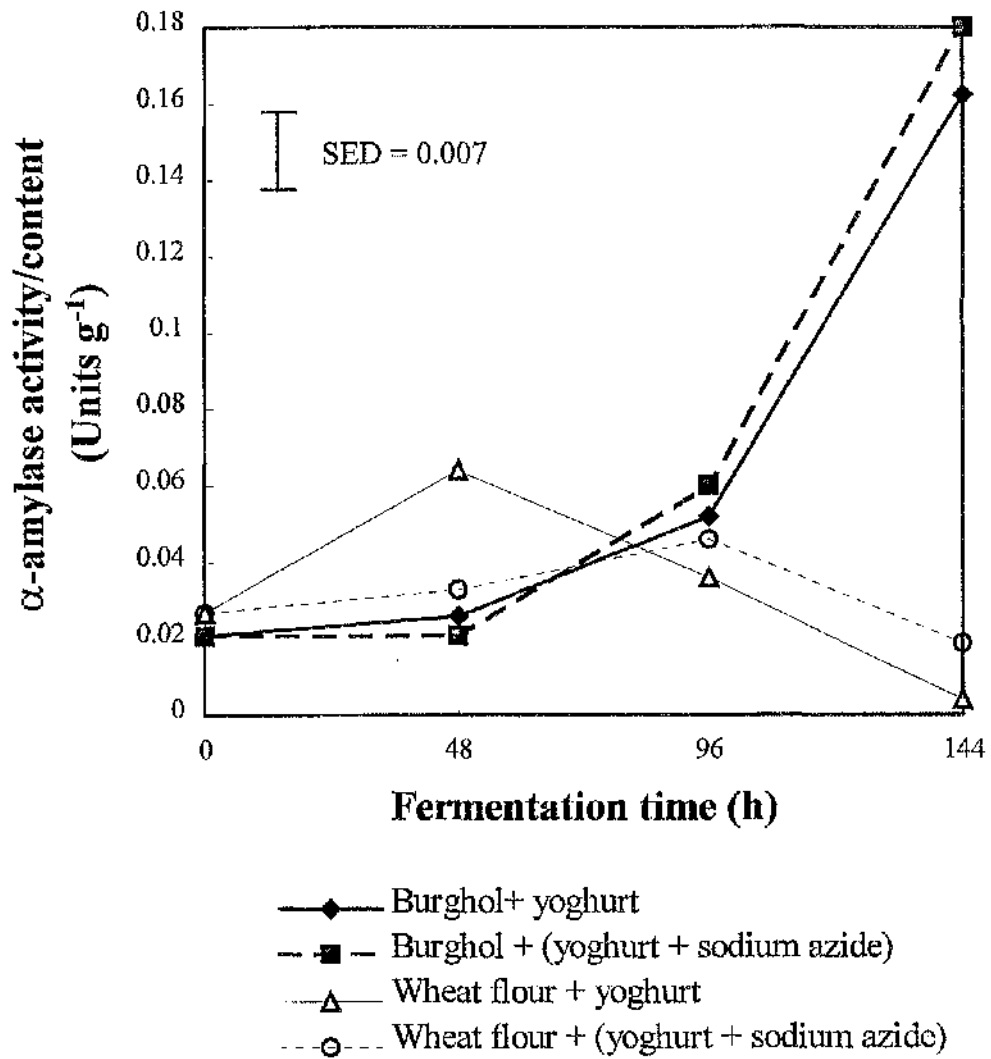 0.18
0.16
0.14
0.12
0.1
0.08
0.06
0.04
0.02
0
α-amylase activity/content
(Units g⁻¹)
SED = 0.007
0 48 96 144
Fermentation time (h)
Burghol+ yoghurt
Burghol + (yoghurt + sodium azide)
Wheat flour + yoghurt
Wheat flour + (yoghurt + sodium azide)